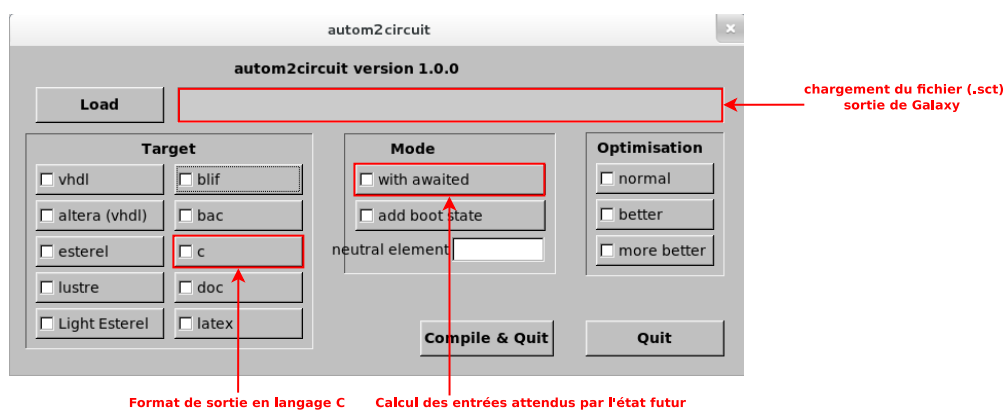 autom2circuit
autom2circuit version 1.0.0
Load
chargement du fichier (.sct)
sortie de Galaxy
Target
Mode
Optimisation
vhdl
blif
with awaited
normal
altera (vhdl)
bac
add boot state
better
esterel
c
neutral element
more better
lustre
doc
Light Esterel
latex
Compile & Quit
Quit
Format de sortie en langage C
Calcul des entrées attendus par l'état futur